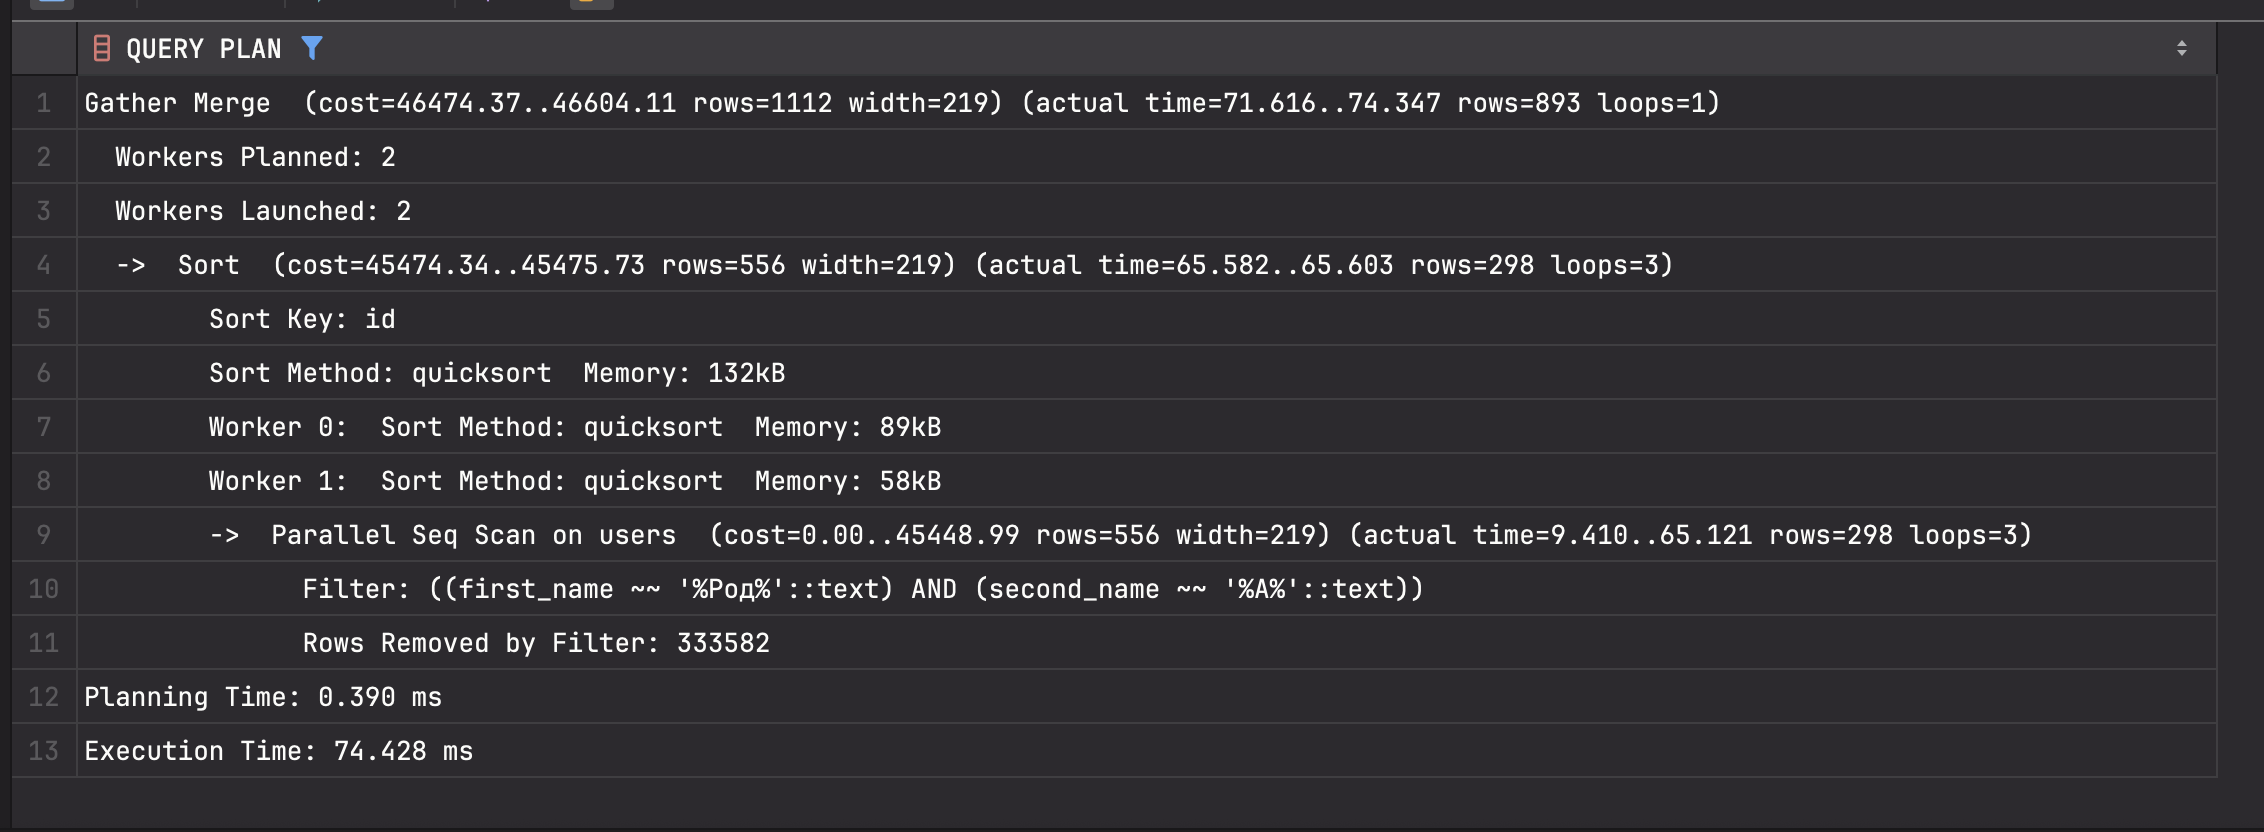 QUERY PLAN
1 Gather Merge  (cost=46474.37..46604.11 rows=1112 width=219) (actual time=71.616..74.347 rows=893 loops=1)
2 Workers Planned: 2
3 Workers Launched: 2
4 ->  Sort  (cost=45474.34..45475.73 rows=556 width=219) (actual time=65.582..65.603 rows=298 loops=3)
5 Sort Key: id
6 Sort Method: quicksort  Memory: 132kB
7 Worker 0:  Sort Method: quicksort  Memory: 89kB
8 Worker 1:  Sort Method: quicksort  Memory: 58kB
9 ->  Parallel Seq Scan on users  (cost=0.00..45448.99 rows=556 width=219) (actual time=9.410..65.121 rows=298 loops=3)
10 Filter: ((first_name ~~ '%Род%'::text) AND (second_name ~~ '%А%'::text))
11 Rows Removed by Filter: 333582
12 Planning Time: 0.390 ms
13 Execution Time: 74.428 ms